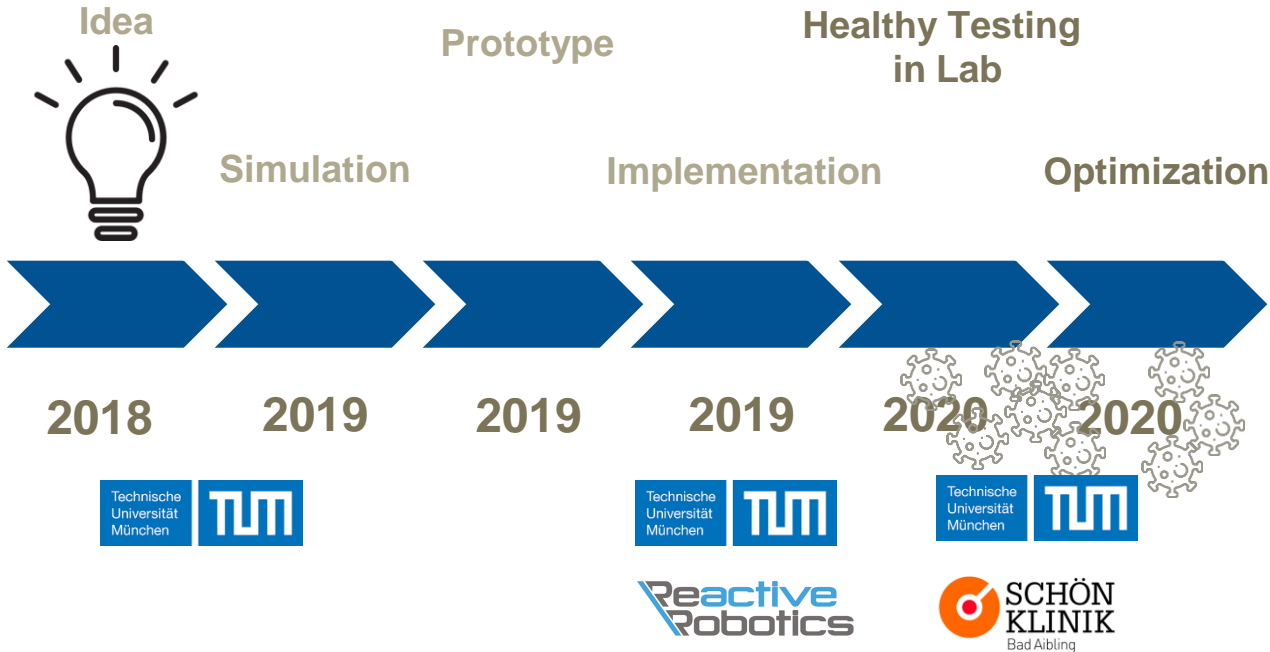 Idea
Prototype
Healthy Testing
in Lab
Simulation
Implementation
Optimization
2018
2019
2019
2019
2020
2020
Technische
Universität
München
TUM
Technische
Universität
München
TUM
Technische
Universität
München
TUM
Reactive
Robotics
SCHÖN
KLINIK
Bad Aibling